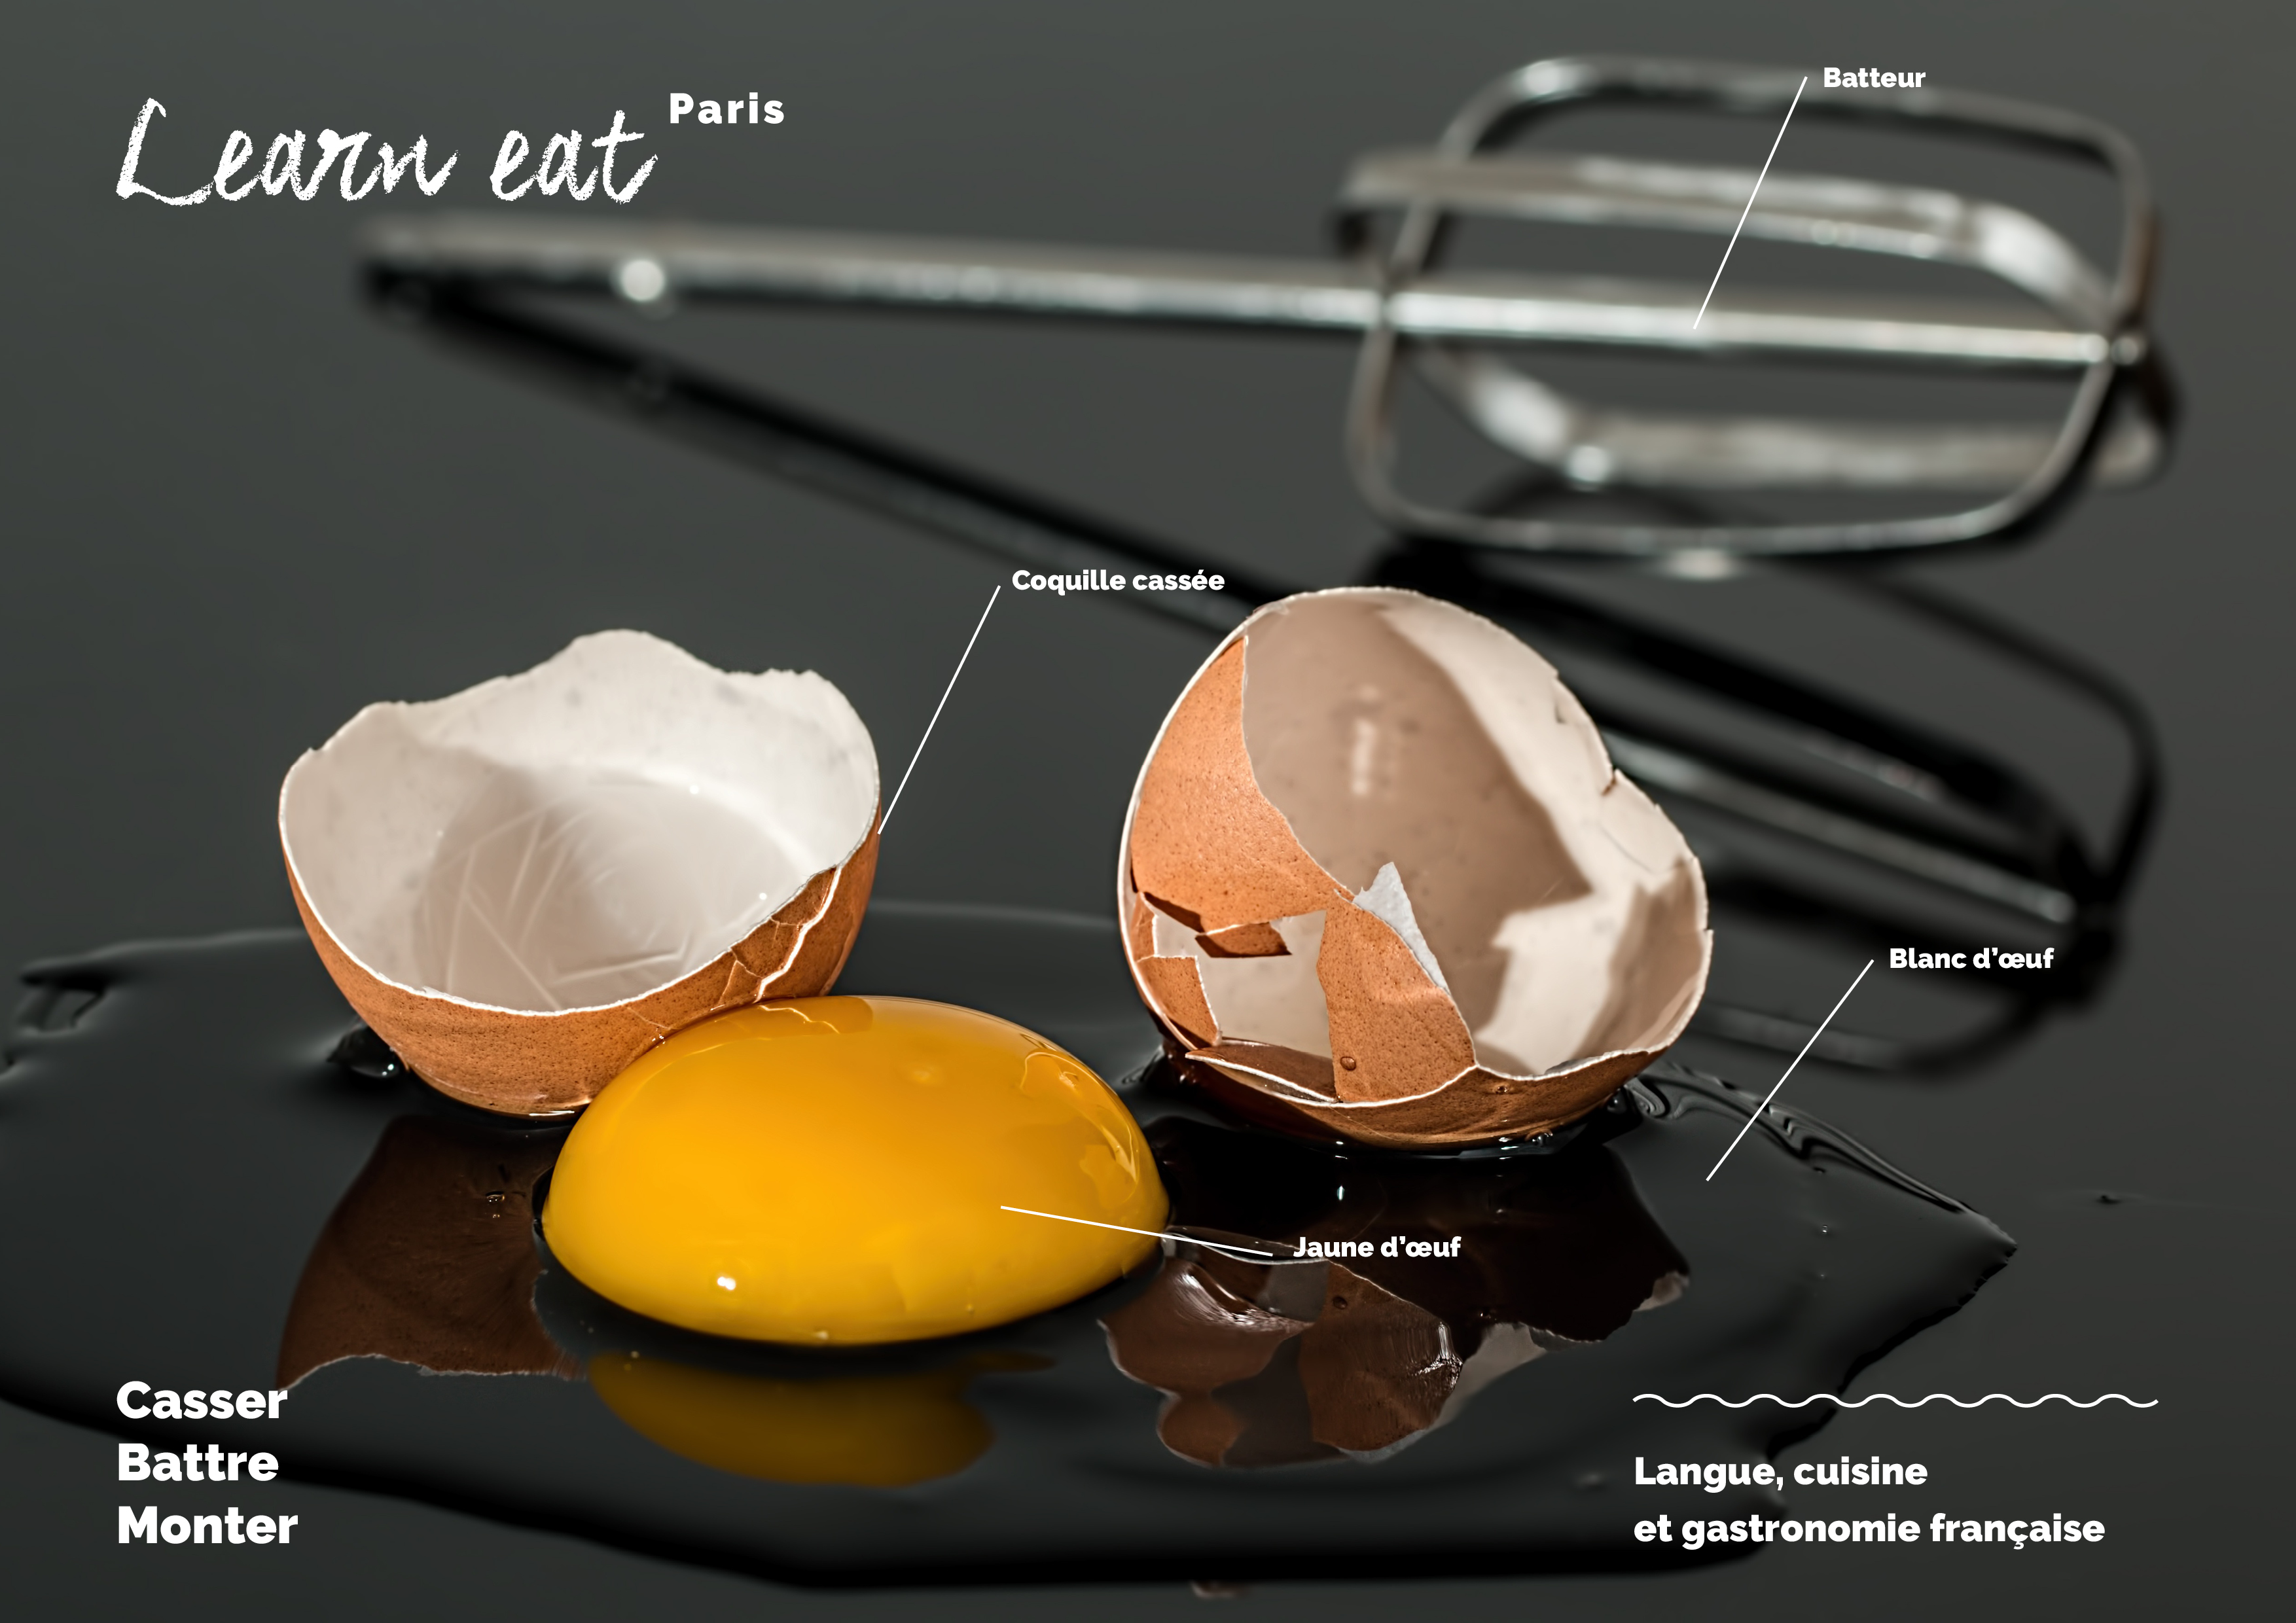 Learn eat Paris
Batteur
Coquille cassée
Blanc d’œuf
Jaune d’œuf
Casser
Battre
Monter
Langue, cuisine
et gastronomie française